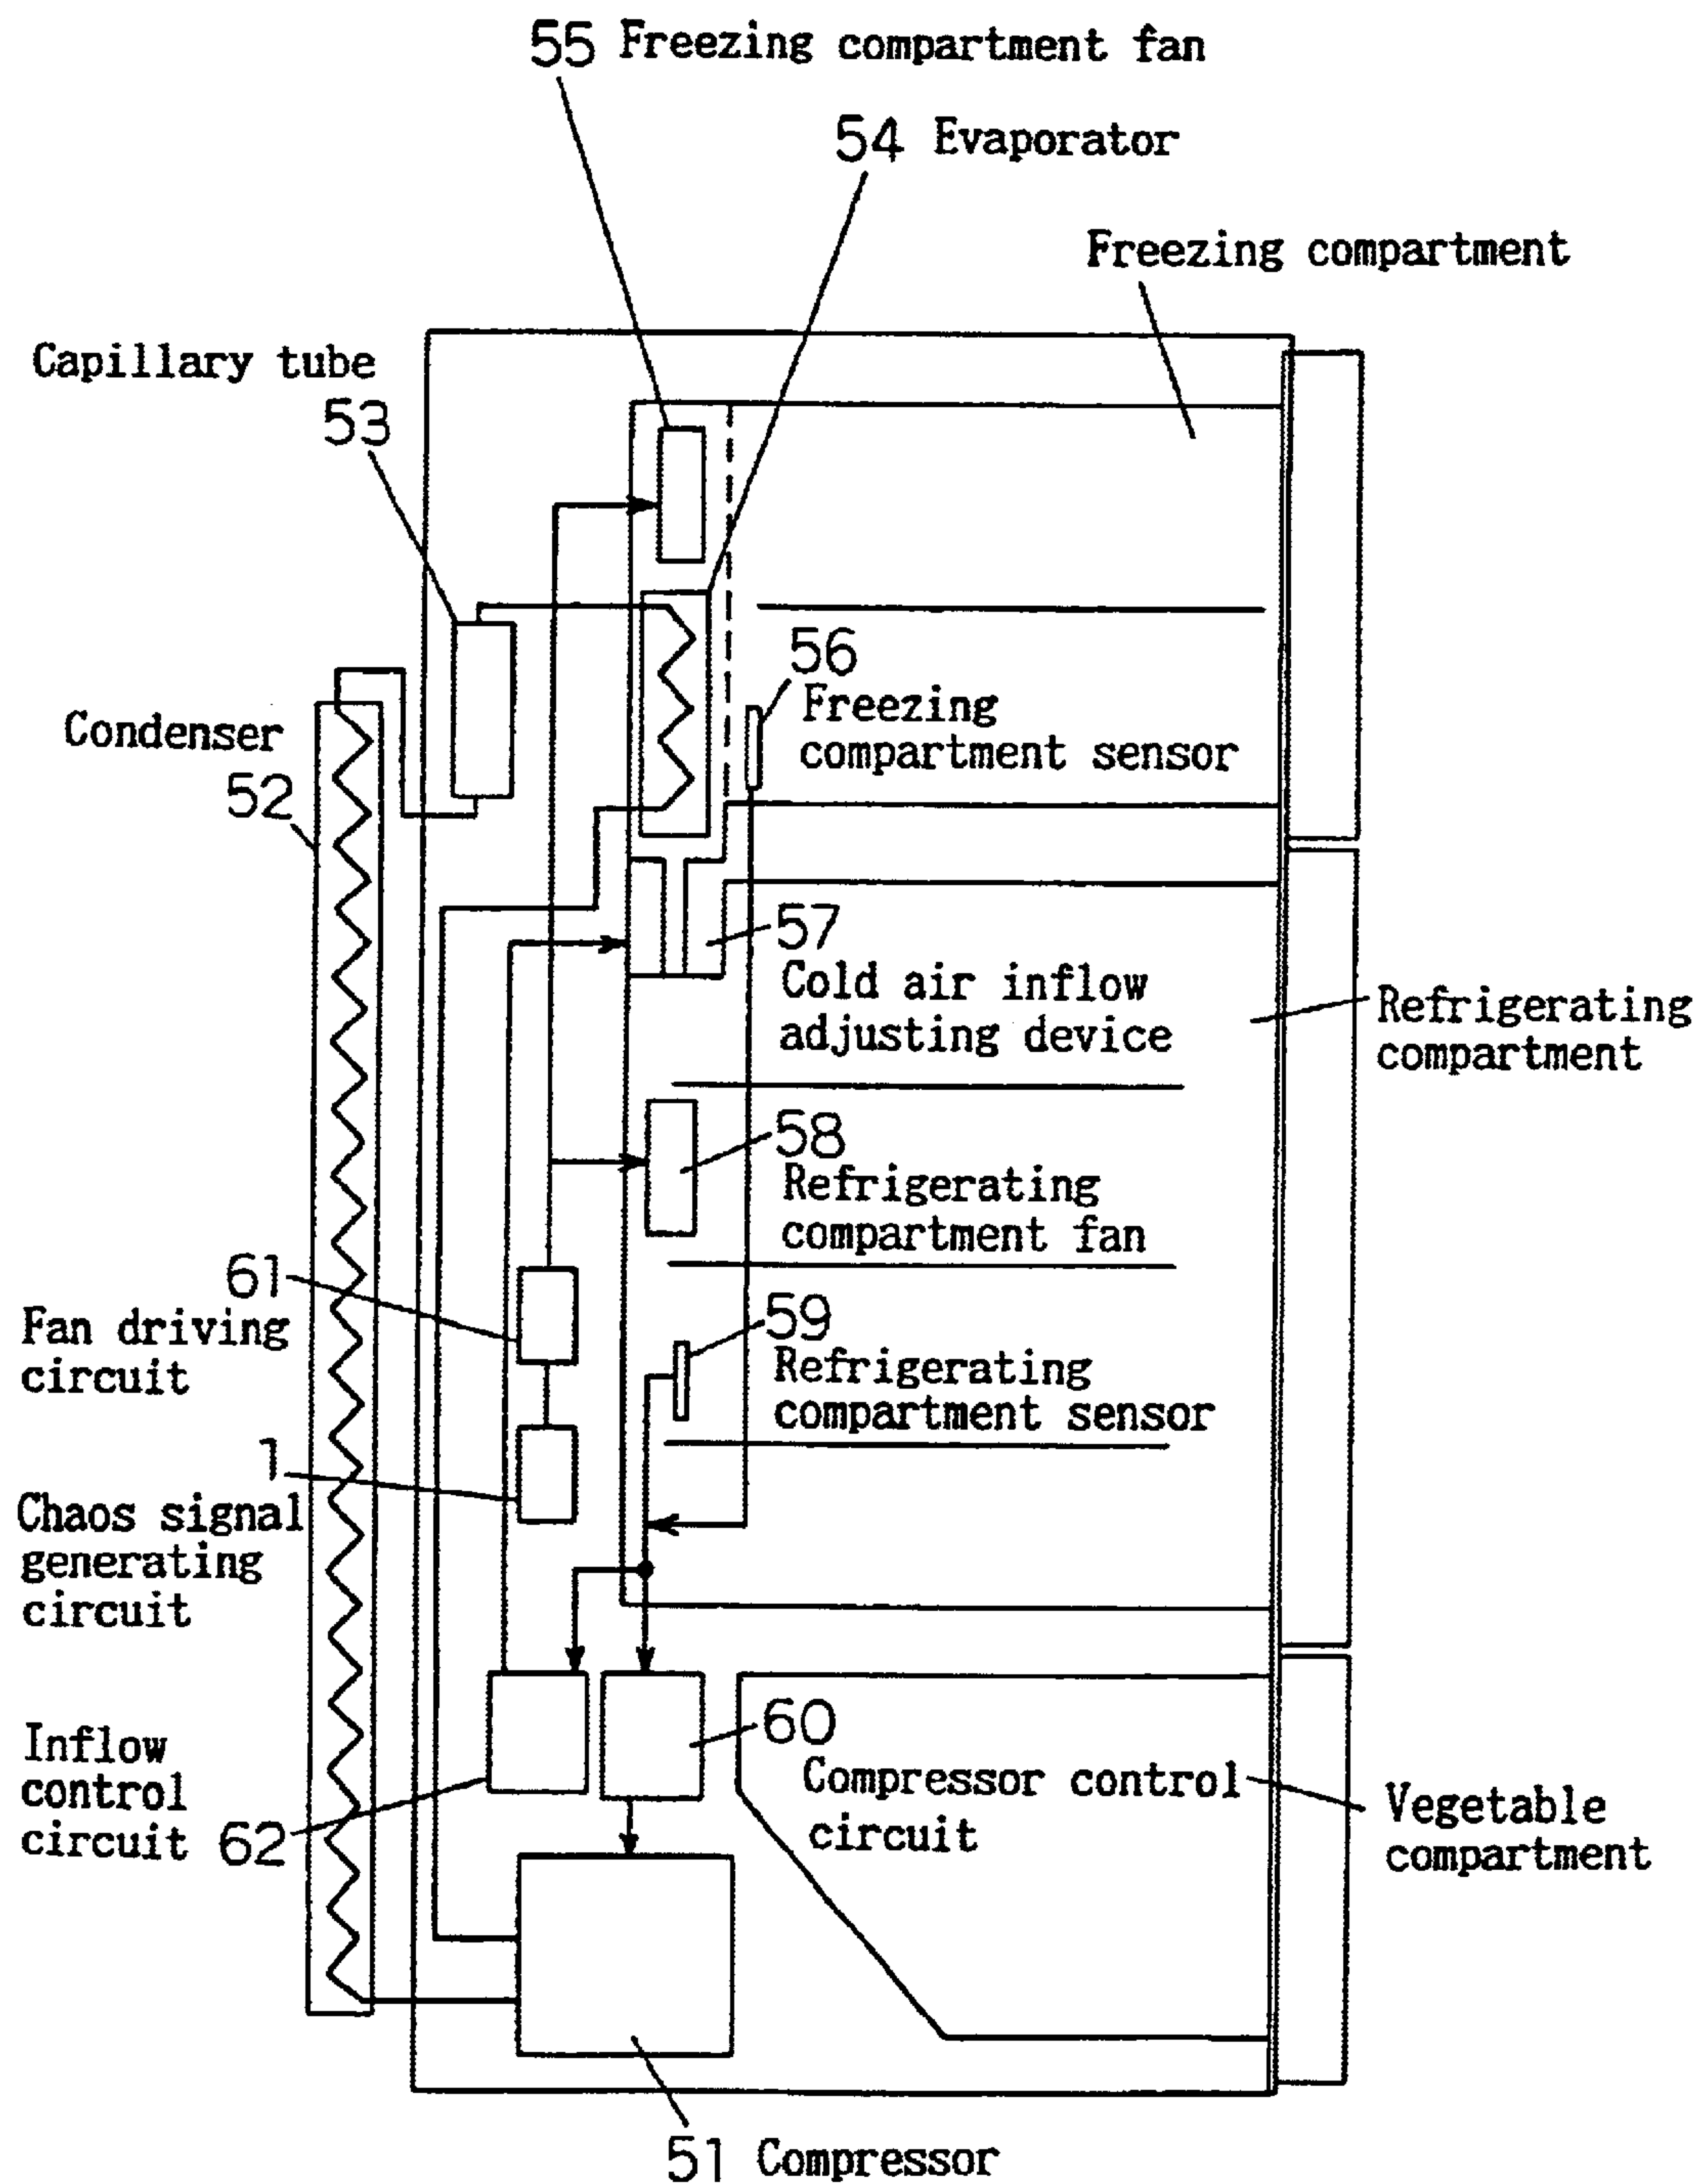 55 Freezing compartment fan
54 Evaporator
Freezing compartment
Capillary tube
53
56
Freezing
compartment sensor
Condenser
52
57
Cold air inflow
adjusting device
Refrigerating
compartment
58
Refrigerating
compartment fan
61
Fan driving
circuit
59
Refrigerating
compartment sensor
1
Chaos signal
generating
circuit
60
Compressor control
circuit
Inflow
control
circuit 62
Vegetable
compartment
51 Compressor